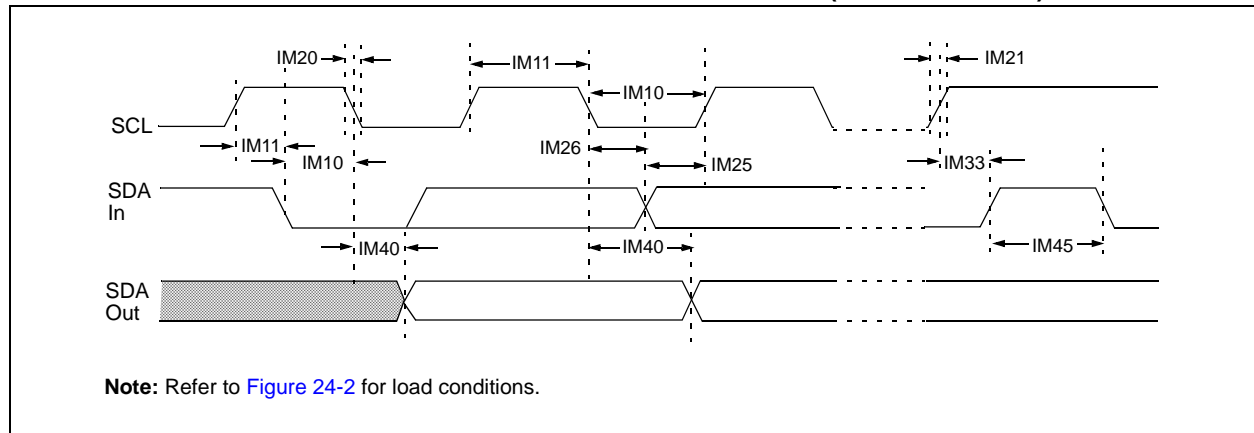 IM20
IM11
IM21
IM10
SCL
IM11
IM10
IM26
IM25
IM33
SDA
In
IM40
IM40
IM45
SDA
Out
Note: Refer to Figure 24-2 for load conditions.